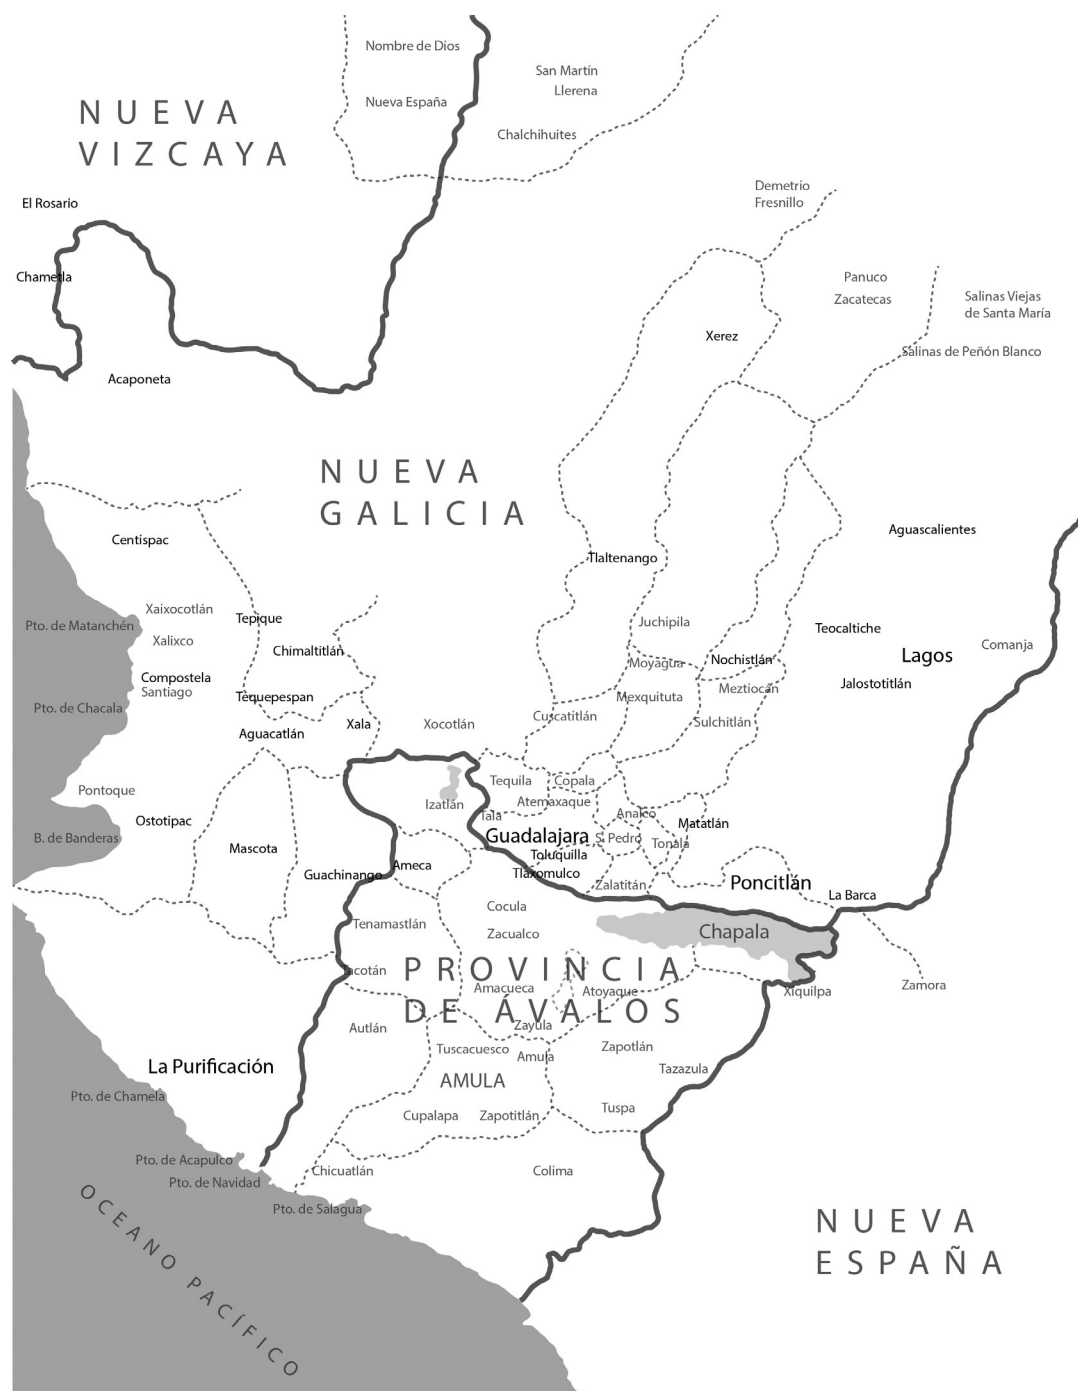 Nombre de Dios
San Martín
Llerena
Nueva España
NUEVA
VIZCAYA
Chalchihuites
El Rosario
Demetrio
Fresnillo
Chametla
Panuco
Zacatecas
Salinas Viejas
de Santa María
Xerez
Salinas de Peñón Blanco
Acaponeta
NUEVA
GALICIA
Centispac
Aguascalientes
Tlaltenango
Xaixocotlán
Pto. de Matanchén
Tepique
Juchipila
Teocaltiche
Xalixco
Chimaltitlán
Moyagua
Nochistlán
Lagos
Comanja
Compostela
Santiago
Tequepespan
Mexquituta
Meztiocán
Jalostotitlán
Pto. de Chacala
Aguacatlán
Xala
Xocotlán
Cuscatitlán
Sulchitlán
Pontoque
Tequila
Copala
Izatlán
Atemaxaque
Ostotipac
Tala
Analco
Matatlán
B. de Banderas
Guadalajara
S. Pedro
Tonalá
Mascota
Toluquilla
Guachinango
Ameca
Tlaxomulco
Zalatitán
Poncitlán
La Barca
Cocula
Tenamastlán
Zacualco
Chapala
PROVINCIA
DE ÁVALOS
Tacotán
Amacueca
Atoyaque
Xiquilpa
Zamora
Autlán
Zayula
Tuscacuesco
Amula
Zapotlán
La Purificación
AMULA
Tazazula
Pto. de Chamela
Cupalapa
Zapotitlán
Tuspa
Pto. de Acapulco
Chicuatlán
Colima
Pto. de Navidad
Pto. de Salagua
OCEANO PACÍFICO
NUEVA
ESPAÑA